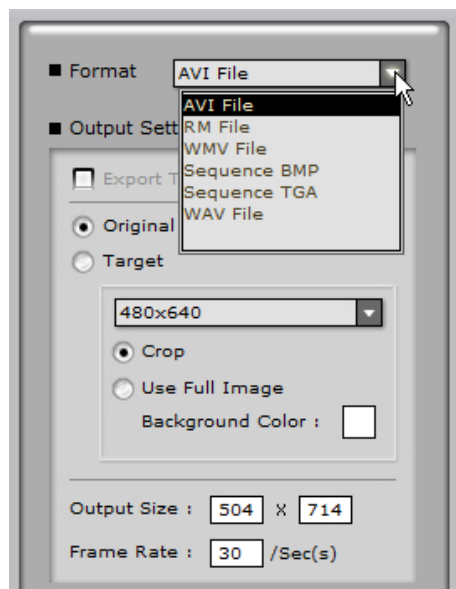 Format AVI File
AVI File
RM File
WMV File
Sequence BMP
Sequence TGA
WAV File
Output Sett
Export T
Original
Target
480x640
Crop
Use Full Image
Background Color :
Output Size : 504 X 714
Frame Rate : 30 /Sec(s)